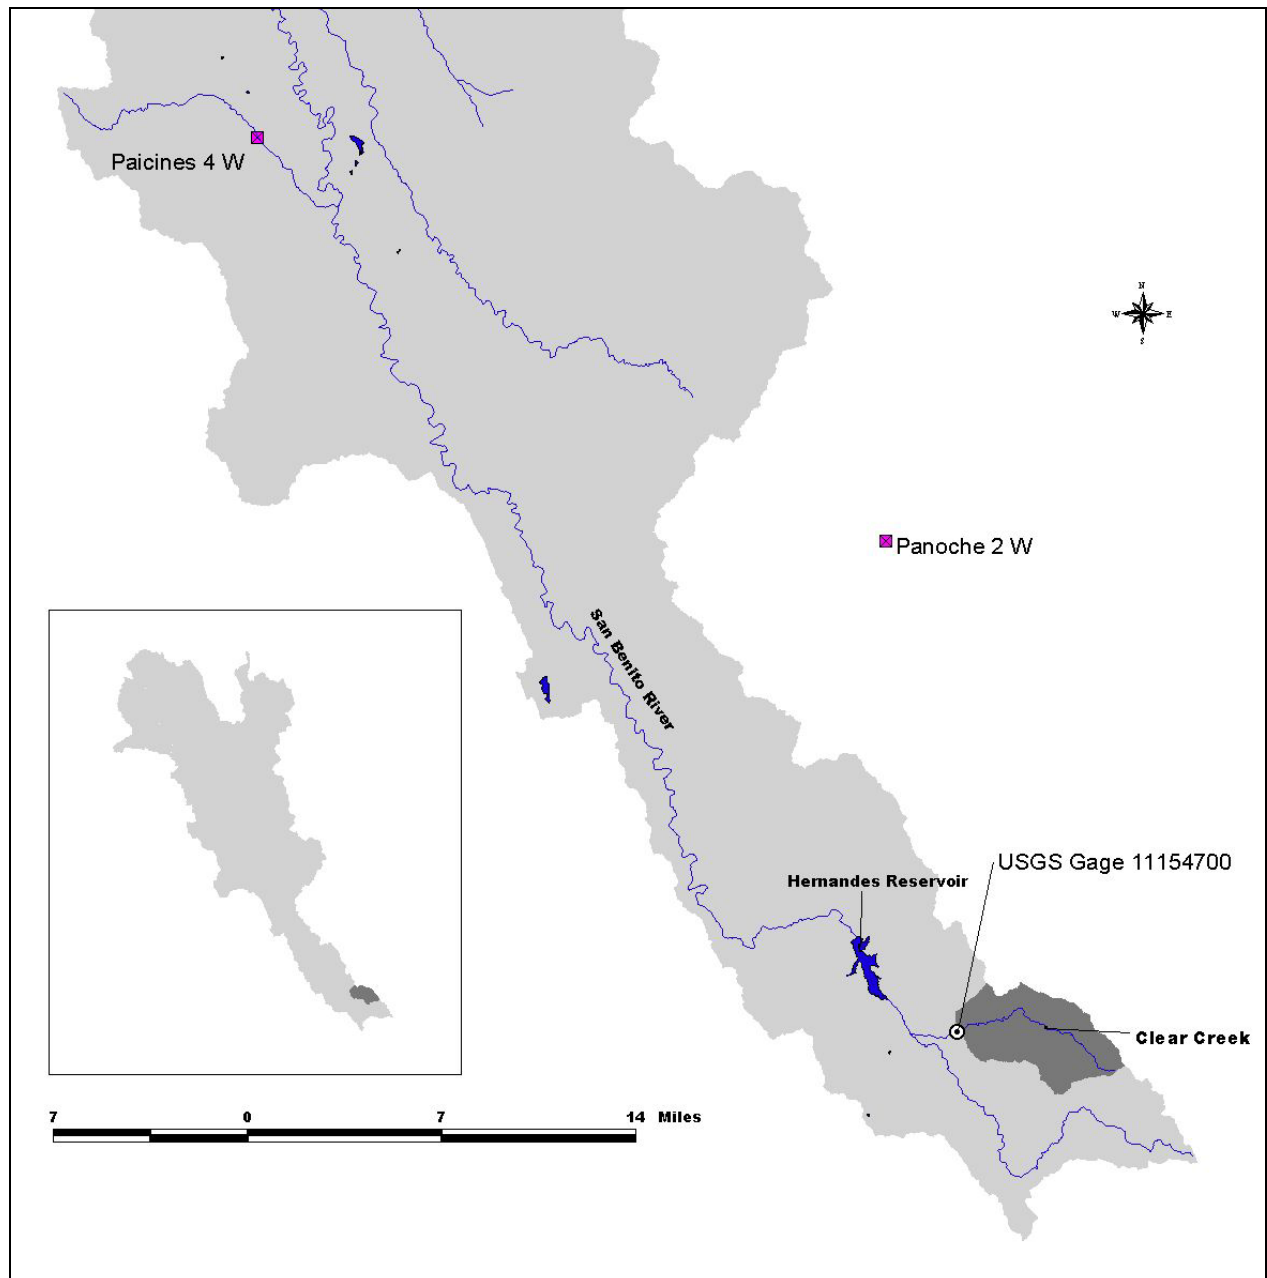 Paicines 4 W
N
W
E
S
Panoche 2 W
San Benito River
USGS Gage 11154700
Hernandes Reservoir
Clear Creek
7 0 7 14 Miles